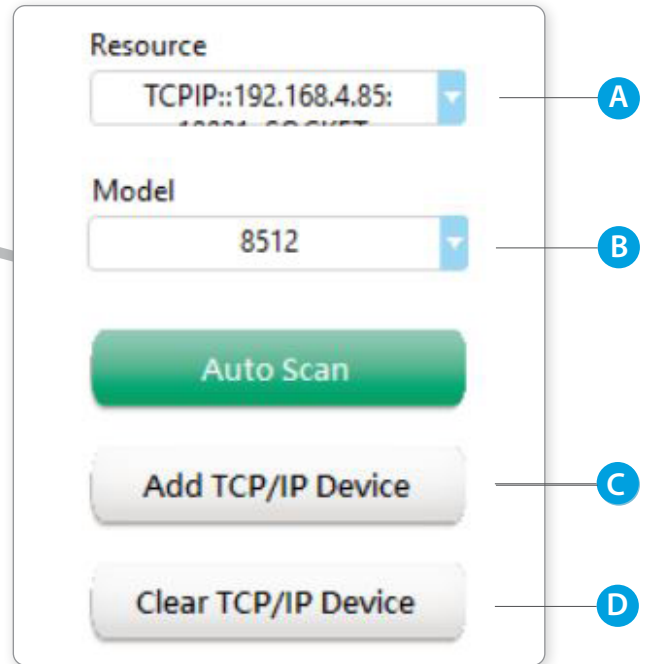 Resource
TCPIP::192.168.4.85:
A
Model
8512
B
Auto Scan
Add TCP/IP Device
C
Clear TCP/IP Device
D